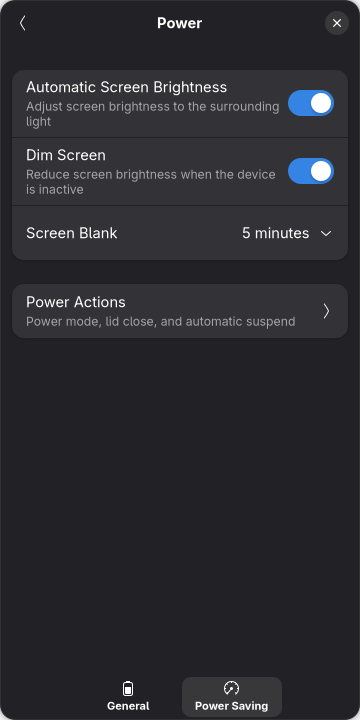 Power
Automatic Screen Brightness
Adjust screen brightness to the surrounding
light
Dim Screen
Reduce screen brightness when the device
is inactive
Screen Blank
5 minutes
Power Actions
Power mode, lid close, and automatic suspend
General
Power Saving